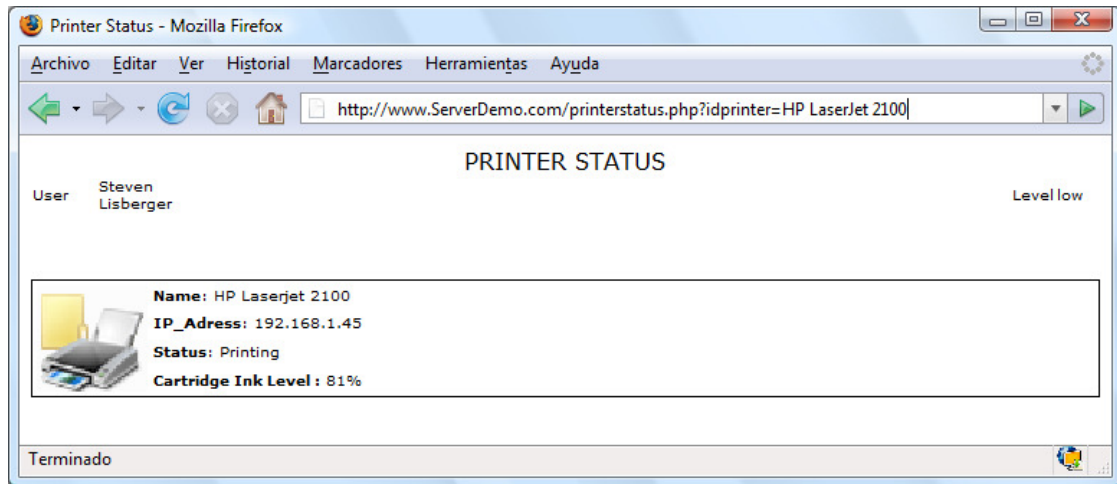 Printer Status - Mozilla Firefox
Archivo Editar Ver Historial Marcadores Herramientas Ayuda
http://www.ServerDemo.com/printerstatus.php?idprinter=HP LaserJet 2100
PRINTER STATUS
User Steven Lisberger
Level low
Name: HP Laserjet 2100
IP_Adress: 192.168.1.45
Status: Printing
Cartridge Ink Level : 81%
Terminado